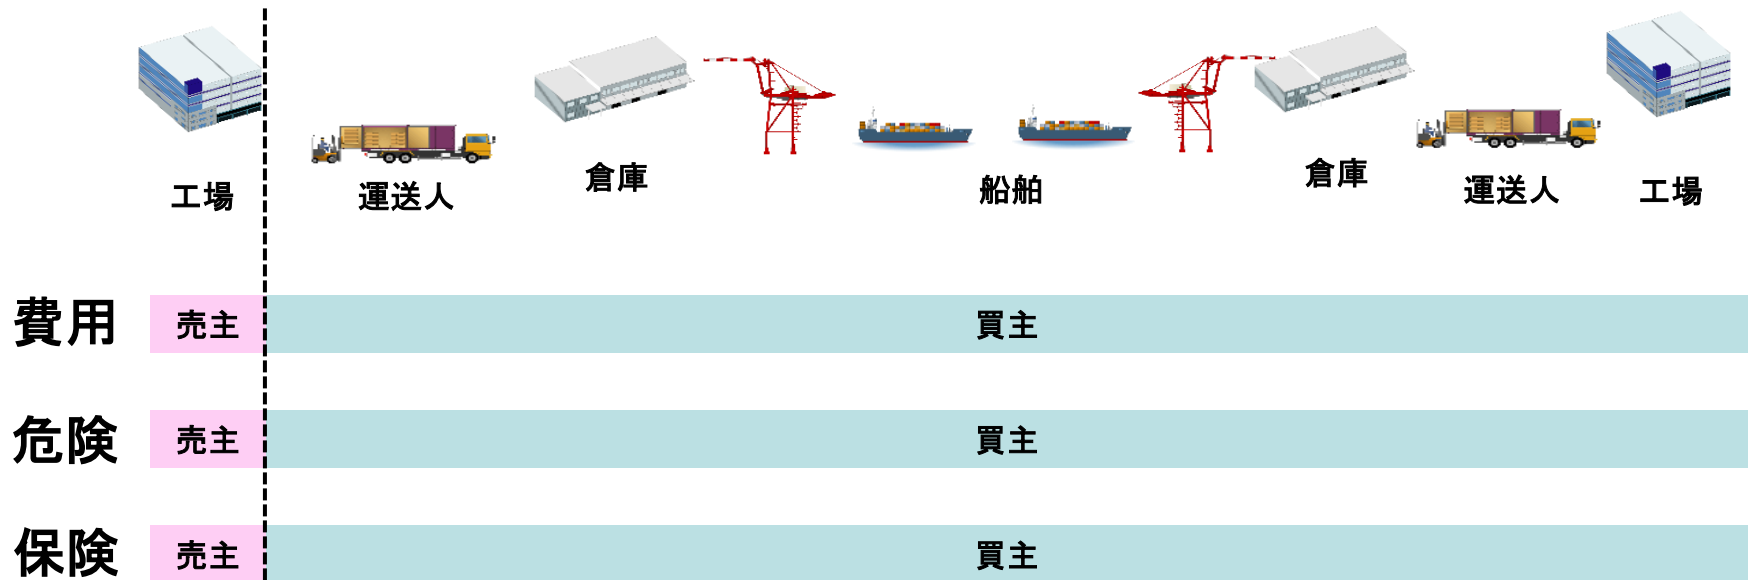 工場
運送人
倉庫
船舶
倉庫
運送人
工場
費用
売主
買主
危険
売主
買主
保険
売主
買主